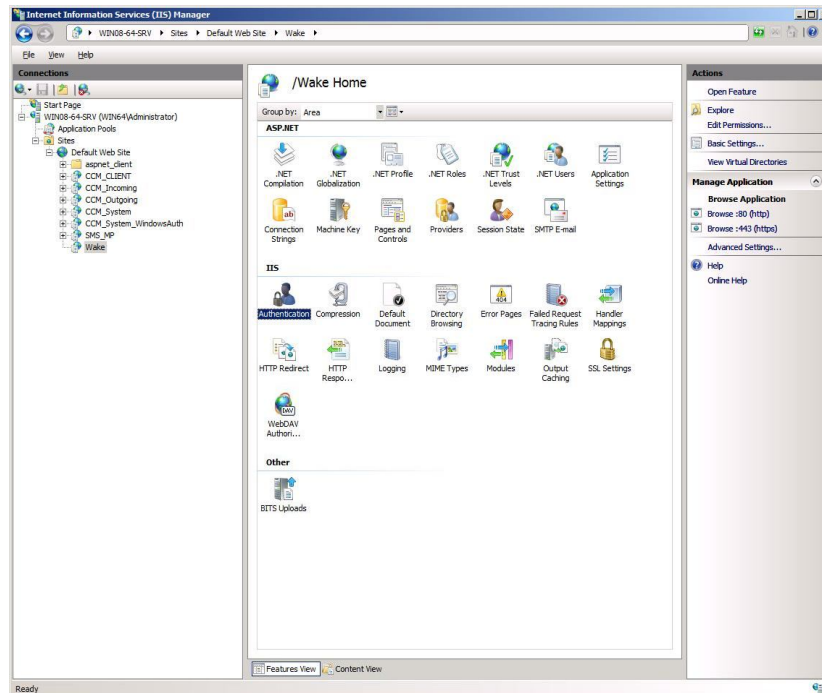 Internet Information Services (IIS) Manager
WIN08-64-SRV Sites Default Web Site Wake
File View Help
Connections
Start Page
WIN08-64-SRV (WIN64\Administrator)
Application Pools
Sites
Default Web Site
aspnet_client
CCM_CLIENT
CCM_Incoming
CCM_Outgoing
CCM_System
CCM_System_WindowsAuth
SMS_MP
Wake
/Wake Home
Group by: Area
ASP.NET
.NET Compilation
.NET Globalization
.NET Profile
.NET Roles
.NET Trust Levels
.NET Users
Application Settings
Connection Strings
Machine Key
Pages and Controls
Providers
Session State
SMTP E-mail
IIS
Authentication
Compression
Default Document
Directory Browsing
Error Pages
Failed Request Tracing Rules
Handler Mappings
HTTP Redirect
HTTP Respo...
Logging
MIME Types
Modules
Output Caching
SSL Settings
WebDAV Authori...
Other
BITS Uploads
Features View Content View
Actions
Open Feature
Explore
Edit Permissions...
Basic Settings...
View Virtual Directories
Manage Application
Browse Application
Browse :80 (http)
Browse :443 (https)
Advanced Settings...
Help
Online Help
Ready